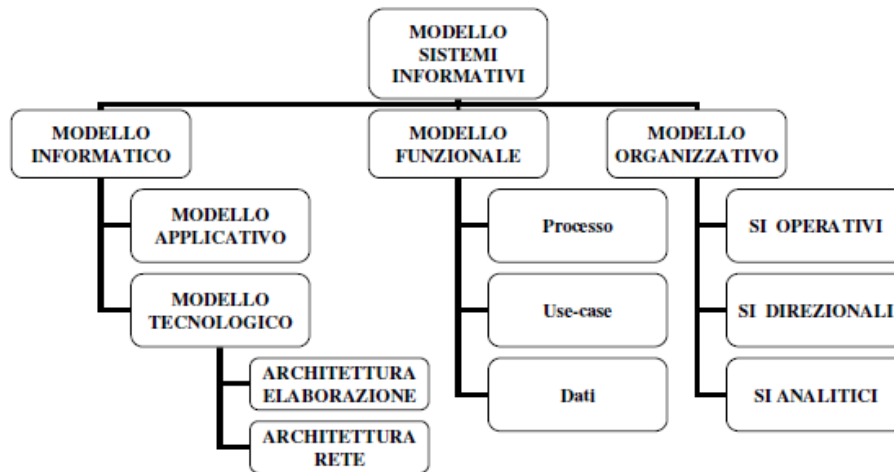 MODELLO
SISTEMI
INFORMATIVI
MODELLO
INFORMATICO
MODELLO
FUNZIONALE
MODELLO
ORGANIZZATIVO
MODELLO
APPLICATIVO
Processo
SI OPERATIVI
MODELLO
TECNOLOGICO
Use-case
SI DIREZIONALI
ARCHITETTURA
ELABORAZIONE
Dati
SI ANALITICI
ARCHITETTURA
RETE